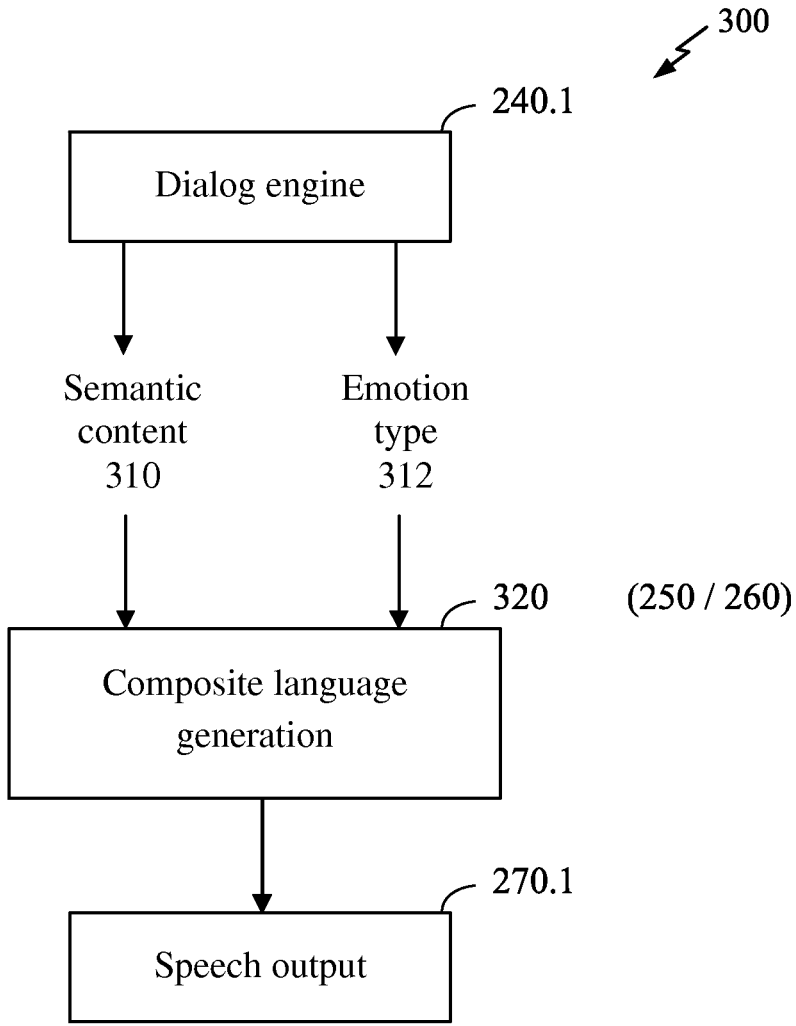 300
240.1
Dialog engine
Semantic
content
310
Emotion
type
312
320
(250 / 260)
Composite language
generation
270.1
Speech output